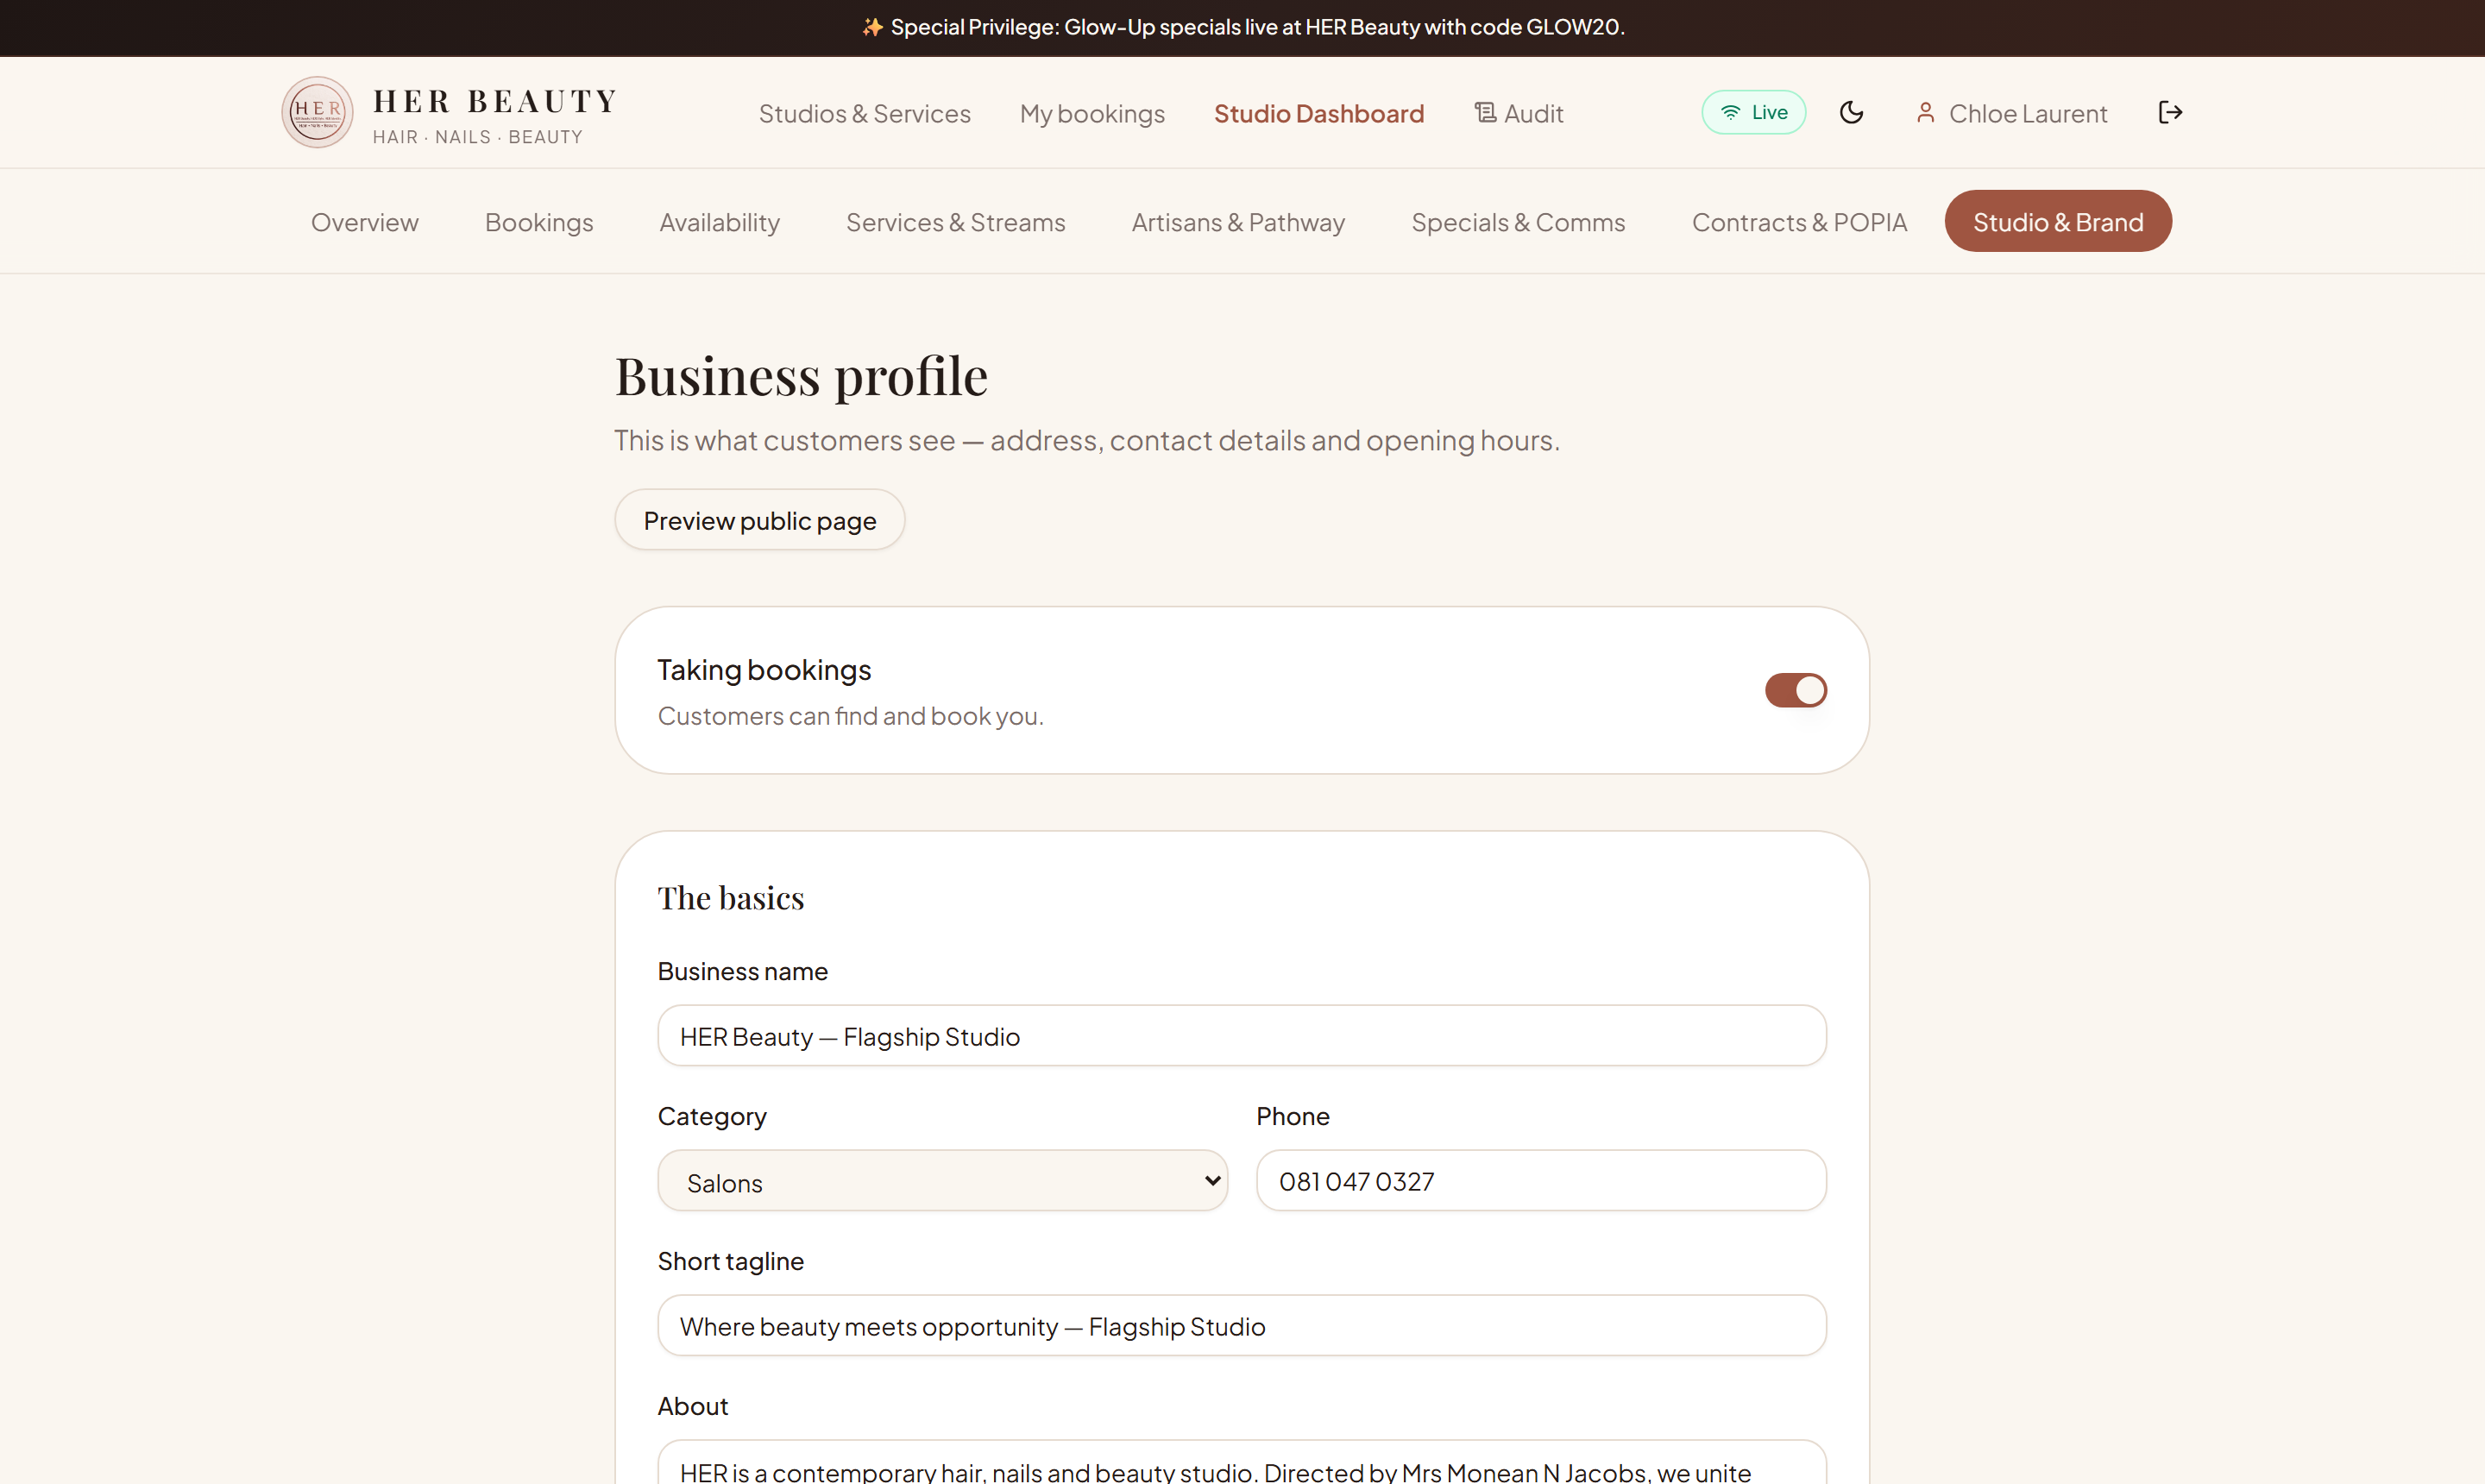 ✨ Special Privilege: Glow-Up specials live at HER Beauty with code GLOW20.
HER
HER BEAUTY
HAIR · NAILS · BEAUTY
Studios & Services
My bookings
Studio Dashboard
Audit
Live
Chloe Laurent
Overview
Bookings
Availability
Services & Streams
Artisans & Pathway
Specials & Comms
Contracts & POPIA
Studio & Brand
Business profile
This is what customers see — address, contact details and opening hours.
Preview public page
Taking bookings
Customers can find and book you.
The basics
Business name
HER Beauty — Flagship Studio
Category
Phone
Salons
081 047 0327
Short tagline
Where beauty meets opportunity — Flagship Studio
About
HER is a contemporary hair, nails and beauty studio. Directed by Mrs Monean N Jacobs, we unite